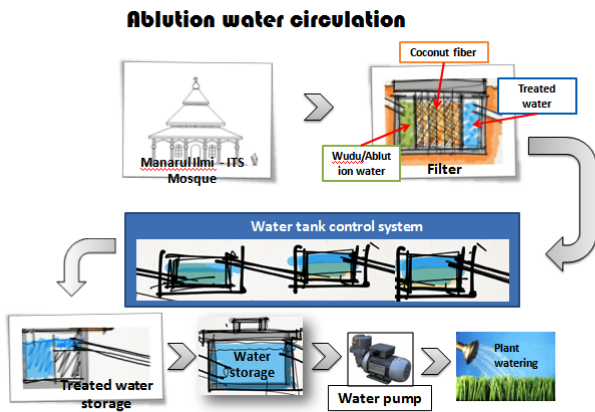 Ablution water circulation
Coconut fiber
Treated
water
Wudu/Ablut
ion water
Filter
Manarul Ilmi - ITS
Mosque
Water tank control system
Treated water
storage
Water
storage
Water pump
Plant
watering